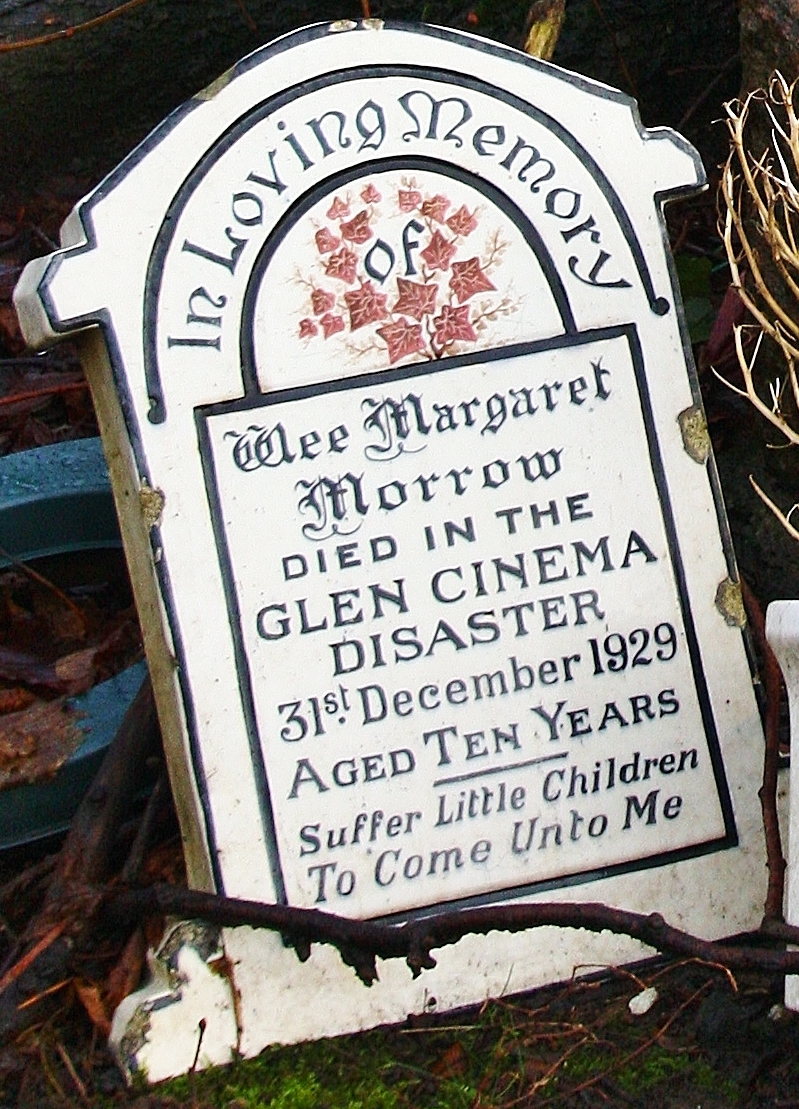 In Loving Memory
of
Wee Margaret
Morrow
DIED IN THE
GLEN CINEMA
DISASTER
31st. December 1929
AGED TEN YEARS
Suffer Little Children
To Come Unto Me